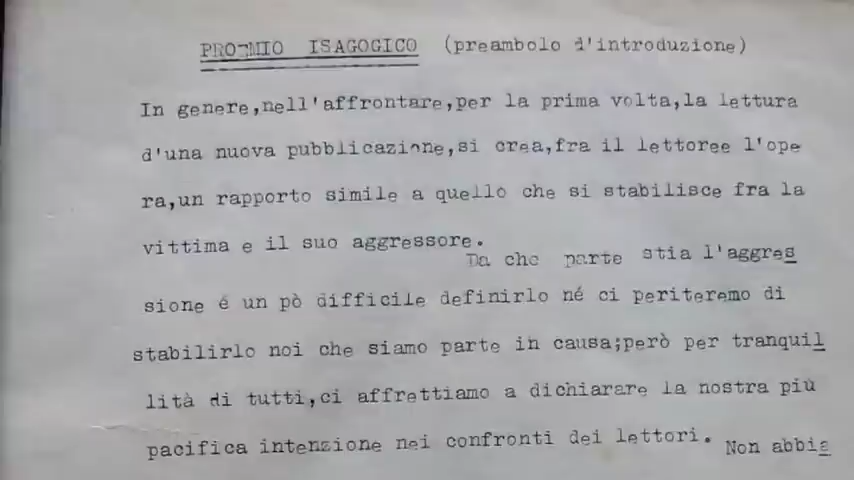 PROEMIO ISAGOGICO (preambolo d'introduzione)
In genere,nell'affrontare,per la prima volta,la lettura
d'una nuova pubblicazione,si crea,fra il lettoree l'ope
ra,un rapporto simile a quello che si stabilisce fra la
vittima e il suo aggressore.
Da che parte stia l'aggres
sione é un pò difficile definirlo né ci periteremo di
stabilirlo noi che siamo parte in causa;però per tranquil
lità di tutti,ci affrettiamo a dichiarare la nostra più
pacifica intenzione nei confronti dei lettori. Non abbia